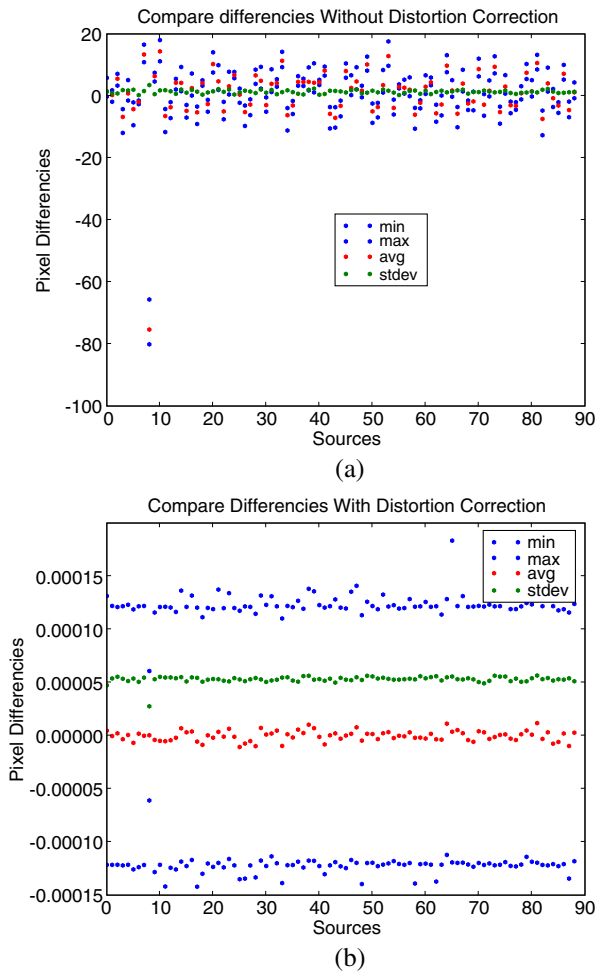 Compare differencies Without Distortion Correction
20
0
-20
-40
-60
-80
-100
Pixel Differencies
min
max
avg
stdev
0 10 20 30 40 50 60 70 80 90
Sources
(a)
Compare Differencies With Distortion Correction
0.00015
0.00010
0.00005
0.00000
-0.00005
-0.00010
-0.00015
Pixel Differencies
min
max
avg
stdev
0 10 20 30 40 50 60 70 80 90
Sources
(b)